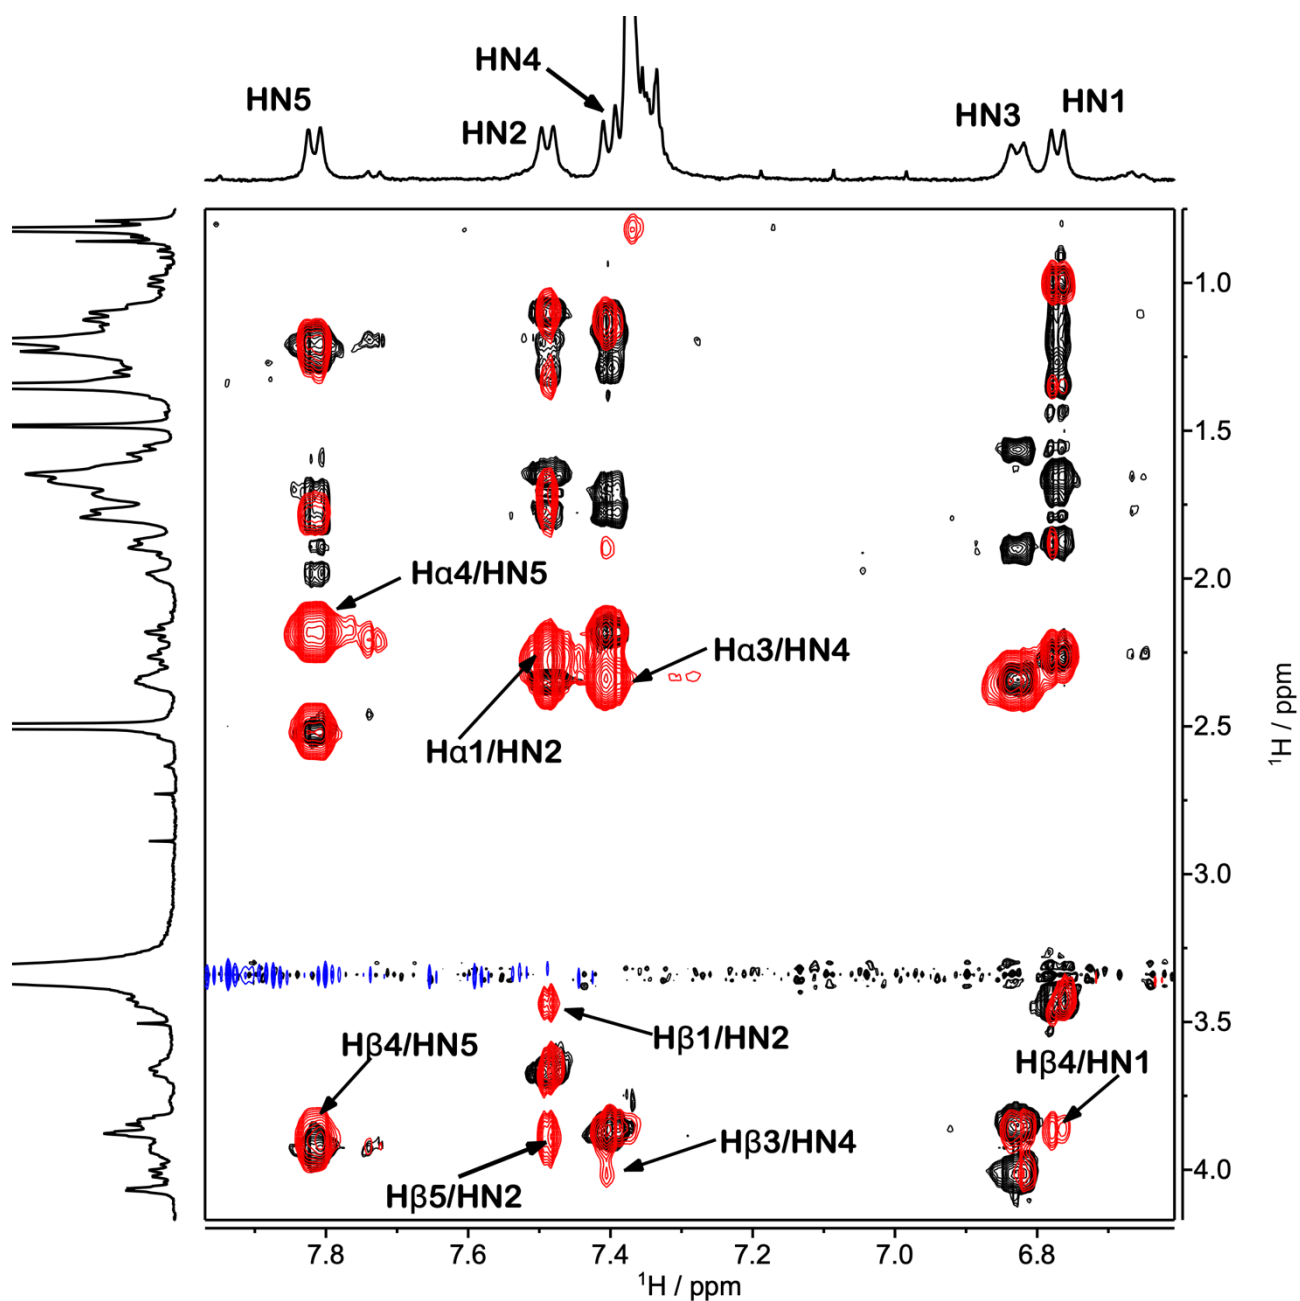 HN4
HN5
HN2
HN3
HN1
1.0
1.5
Hα4/HN5
2.0
Hα3/HN4
2.5
Hα1/HN2
¹H / ppm
3.0
3.5
Hβ1/HN2
Hβ4/HN5
Hβ4/HN1
Hβ3/HN4
4.0
Hβ5/HN2
7.8 7.6 7.4 7.2 7.0 6.8
¹H / ppm